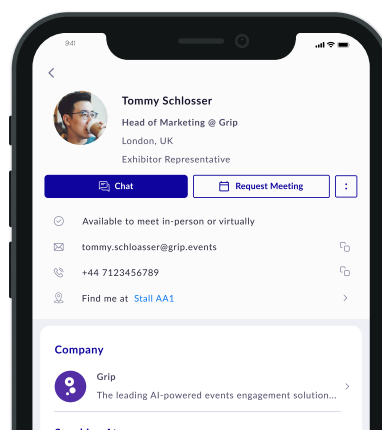 9:41
Tommy Schlosser
Head of Marketing @ Grip
London, UK
Exhibitor Representative
Chat
Request Meeting
Available to meet in-person or virtually
tommy.schloasser@grip.events
+44 7123456789
Find me at Stall AA1
Company
Grip
The leading AI-powered events engagement solution...